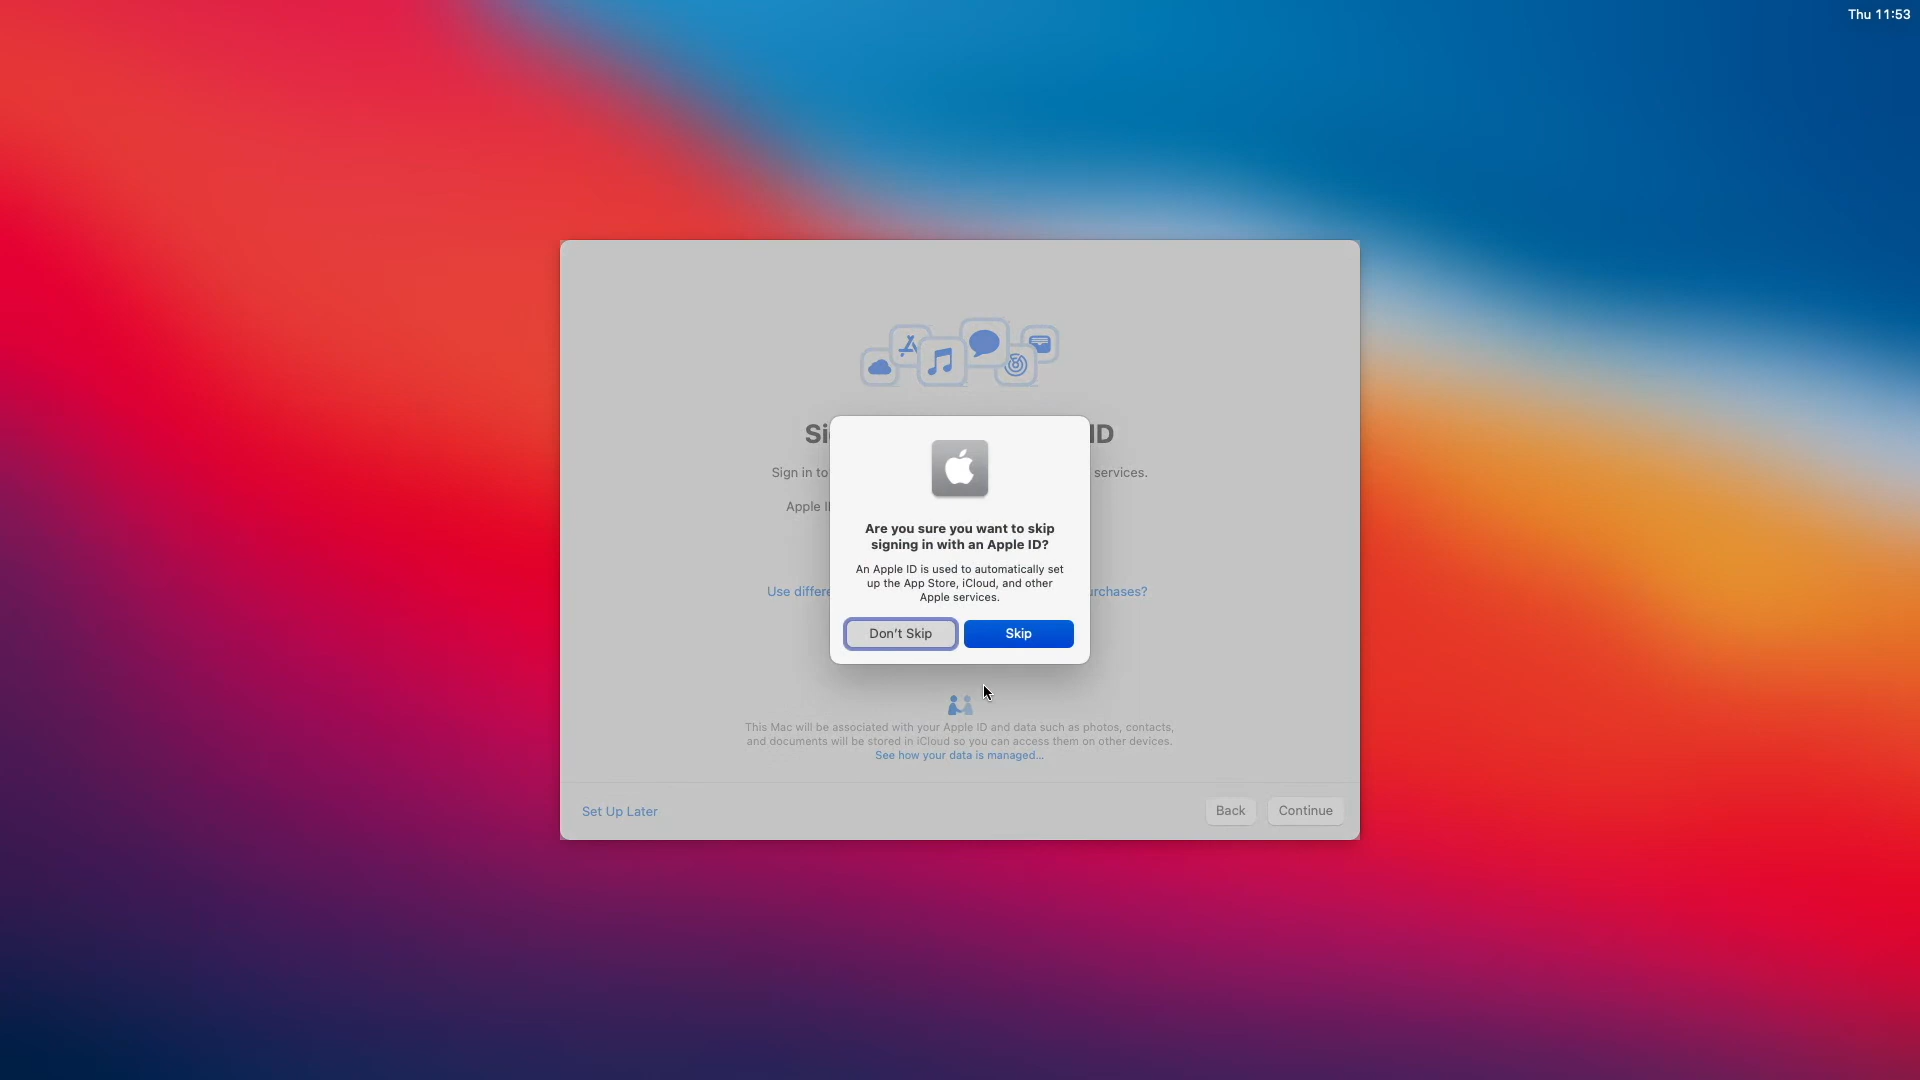 Thu 11:53
Si ID
Sign in to services.
Apple I
Are you sure you want to skip
signing in with an Apple ID?
An Apple ID is used to automatically set
up the App Store, iCloud, and other
Apple services.
Use differe urchases?
Don't Skip
Skip
This Mac will be associated with your Apple ID and data such as photos, contacts,
and documents will be stored in iCloud so you can access them on other devices.
See how your data is managed...
Set Up Later
Back
Continue